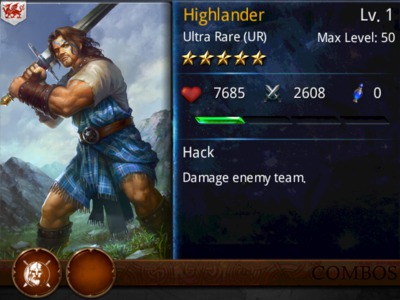 Highlander
Lv. 1
Ultra Rare (UR)
Max Level: 50
7685
2608
0
Hack
Damage enemy team.
COMBOS